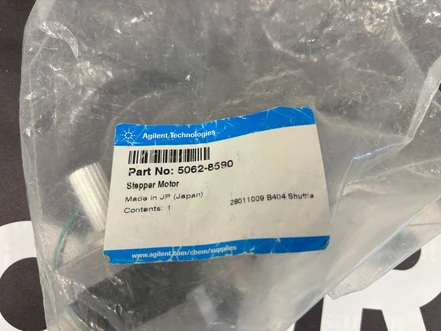 Agilent Technologies
Part No: 5062-8590
Stepper Motor
Made in JP (Japan)
Contents: 1
28011009 B404 Shuttle
www.agilent.com/chem/supplies